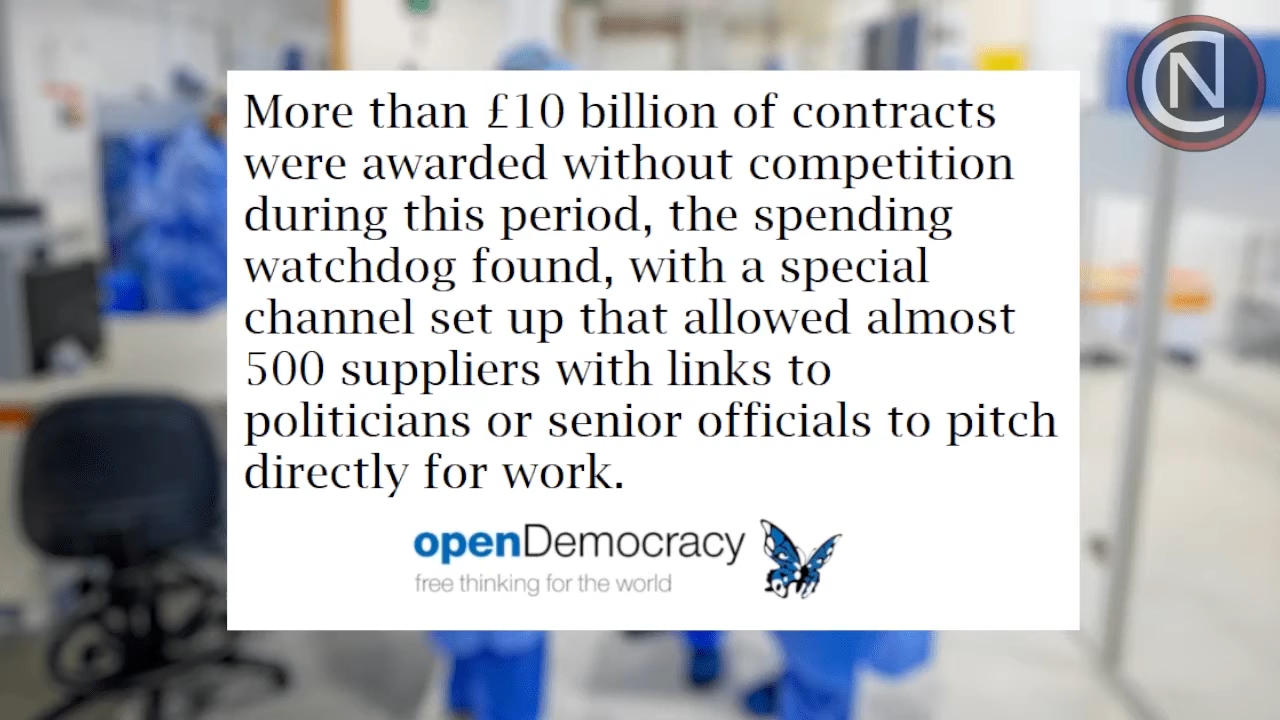 More than £10 billion of contracts
were awarded without competition
during this period, the spending
watchdog found, with a special
channel set up that allowed almost
500 suppliers with links to
politicians or senior officials to pitch
directly for work.
openDemocracy
free thinking for the world
CN